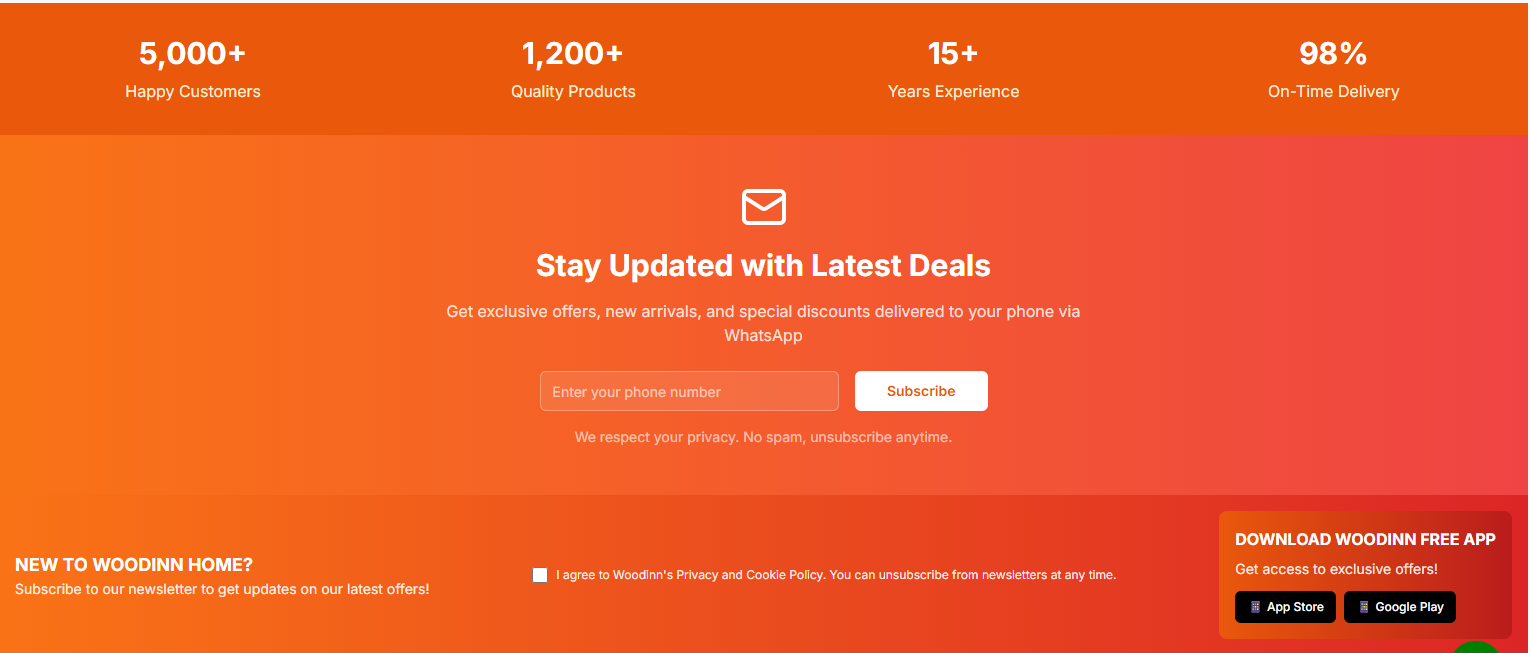 5,000+
Happy Customers
1,200+
Quality Products
15+
Years Experience
98%
On-Time Delivery
Stay Updated with Latest Deals
Get exclusive offers, new arrivals, and special discounts delivered to your phone via
WhatsApp
Enter your phone number
Subscribe
We respect your privacy. No spam, unsubscribe anytime.
NEW TO WOODINN HOME?
Subscribe to our newsletter to get updates on our latest offers!
I agree to Woodinn's Privacy and Cookie Policy. You can unsubscribe from newsletters at any time.
DOWNLOAD WOODINN FREE APP
Get access to exclusive offers!
App Store
Google Play